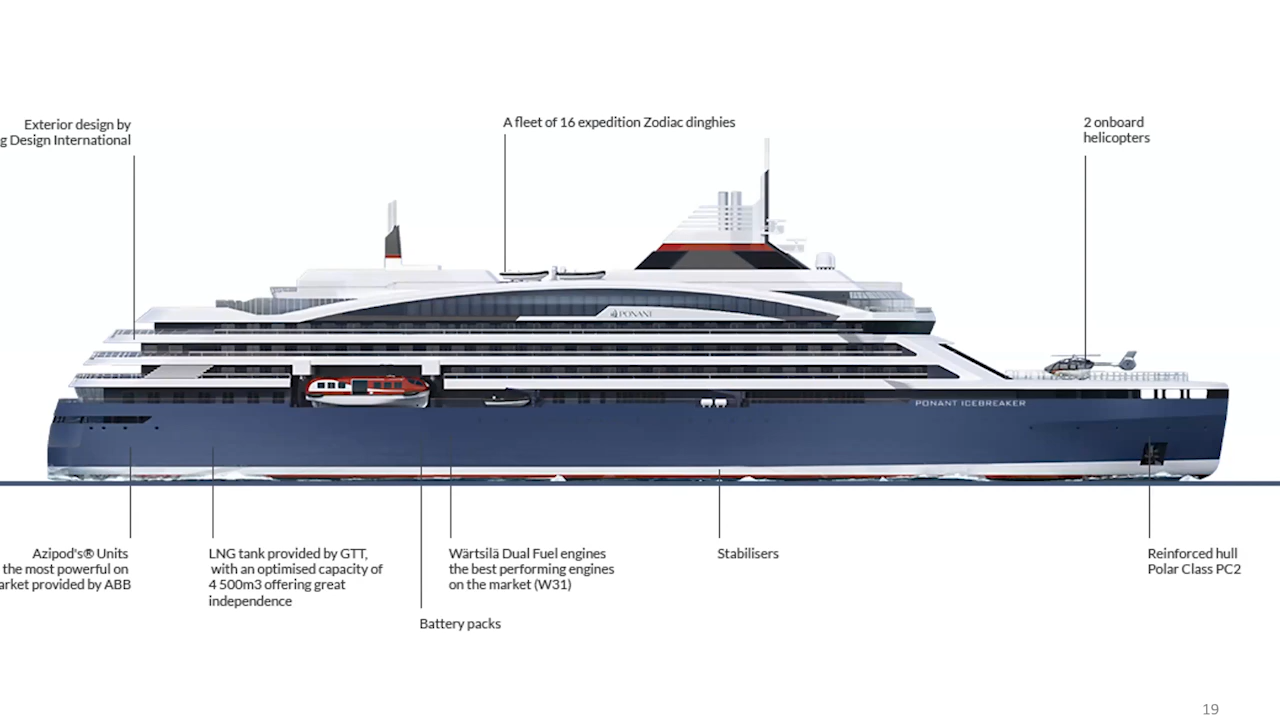 Exterior design by
g Design International
A fleet of 16 expedition Zodiac dinghies
2 onboard
helicopters
PONANT
PONANT ICEBREAKER
Azipod's® Units
the most powerful on
arket provided by ABB
LNG tank provided by GTT,
with an optimised capacity of
4 500m3 offering great
independence
Battery packs
Wärtsilä Dual Fuel engines
the best performing engines
on the market (W31)
Stabilisers
Reinforced hull
Polar Class PC2
19